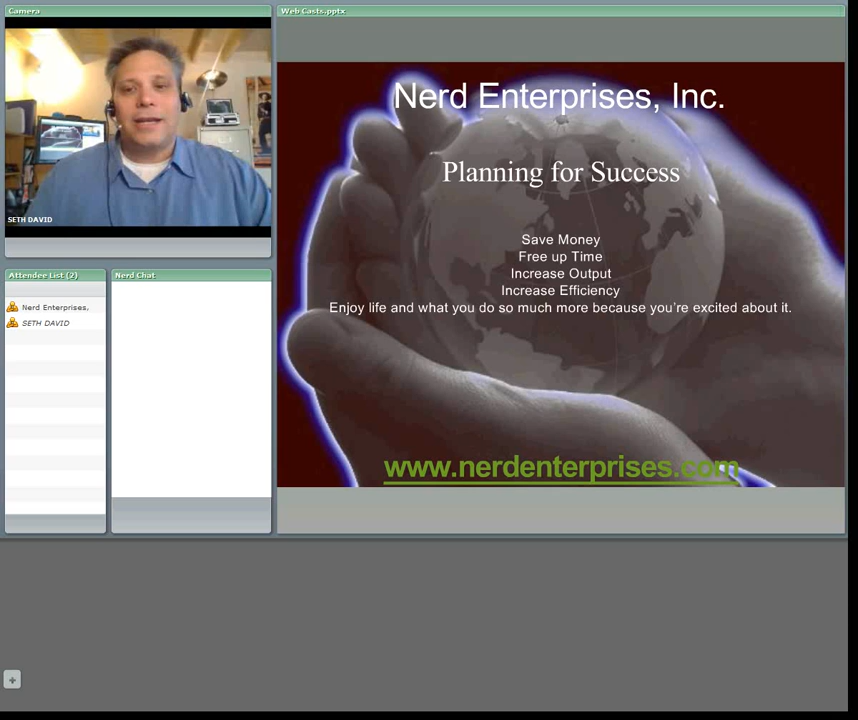 Camera
SETH DAVID
Attendee List (2)
Nerd Enterprises,
SETH DAVID
Nerd Chat
Web Casts.pptx
Nerd Enterprises, Inc.
Planning for Success
Save Money
Free up Time
Increase Output
Increase Efficiency
Enjoy life and what you do so much more because you're excited about it.
www.nerdenterprises.com